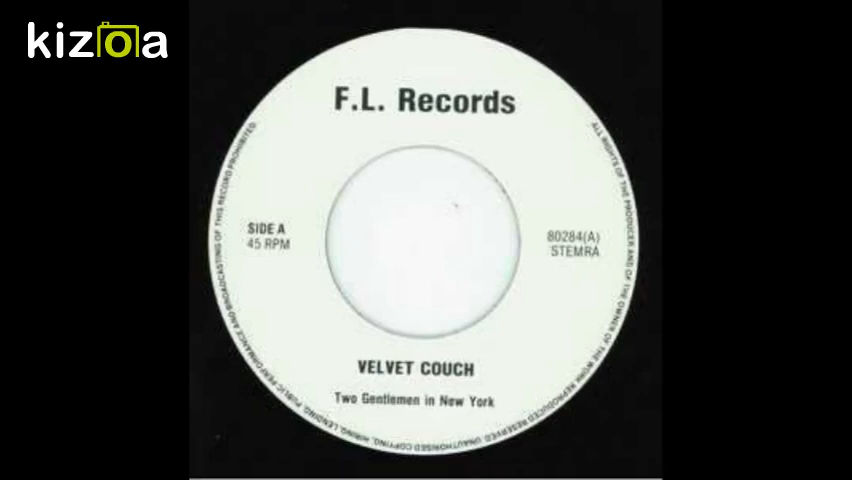 kizoa
F.L. Records
SIDE A
45 RPM
80284(A)
STEMRA
VELVET COUCH
Two Gentlemen in New York
ALL RIGHTS OF THE PRODUCER AND OF THE OWNER OF THE WORK REPRODUCED RESERVED. UNAUTHORISED COPYING, HIRING, LENDING, PUBLIC PERFORMANCE AND BROADCASTING OF THIS RECORD PROHIBITED.